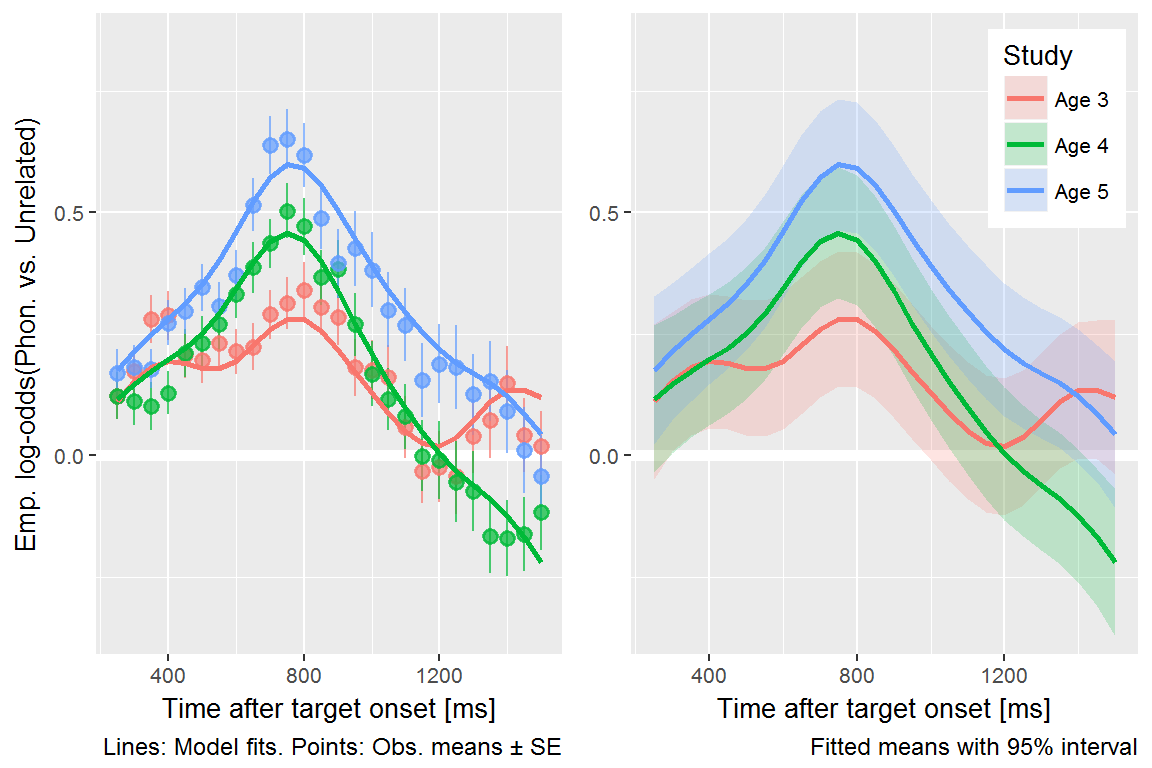 Emp. log-odds(Phon. vs. Unrelated)
0.5
0.0
400 800 1200
Time after target onset [ms]
Lines: Model fits. Points: Obs. means ± SE
Study
Age 3
Age 4
Age 5
0.5
0.0
400 800 1200
Time after target onset [ms]
Fitted means with 95% interval